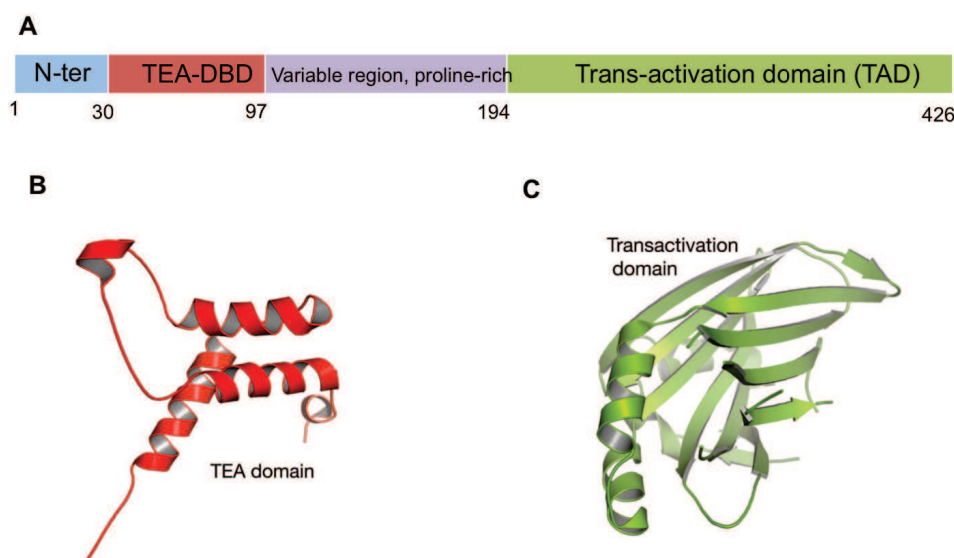 A
N-ter TEA-DBD Variable region, proline-rich Trans-activation domain (TAD)
1 30 97 194 426
B
C
Transactivation
domain
TEA domain